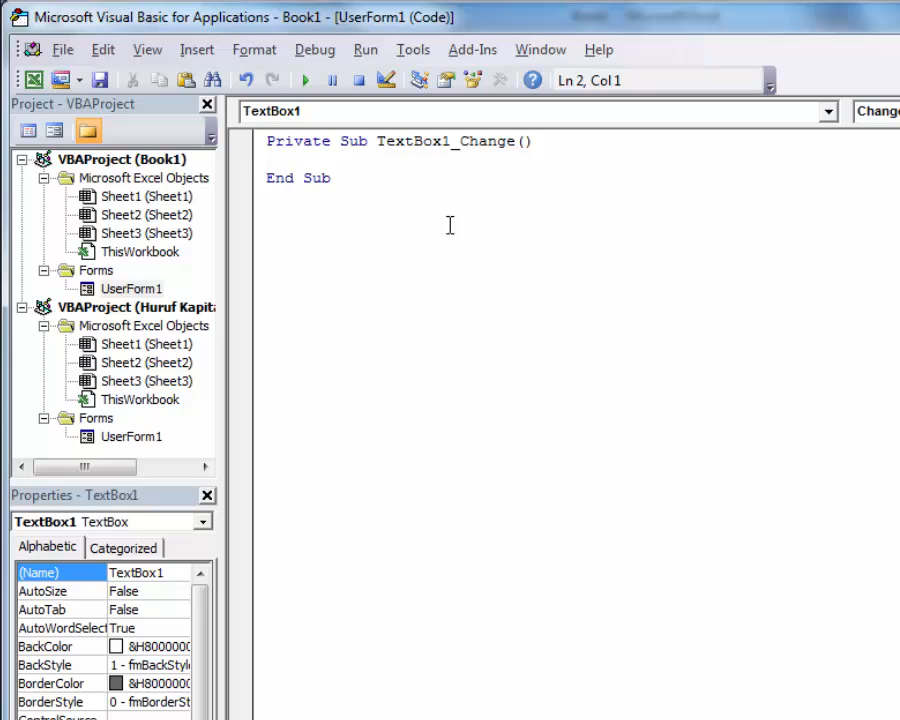 Microsoft Visual Basic for Applications - Book1 - [UserForm1 (Code)]
File Edit View Insert Format Debug Run Tools Add-Ins Window Help
Ln 2, Col 1
Project - VBAProject
TextBox1
Chang
Private Sub TextBox1_Change()
End Sub
VBAProject (Book1)
Microsoft Excel Objects
Sheet1 (Sheet1)
Sheet2 (Sheet2)
Sheet3 (Sheet3)
ThisWorkbook
Forms
UserForm1
VBAProject (Huruf Kapita
Microsoft Excel Objects
Sheet1 (Sheet1)
Sheet2 (Sheet2)
Sheet3 (Sheet3)
ThisWorkbook
Forms
UserForm1
Properties - TextBox1
TextBox1 TextBox
Alphabetic Categorized
(Name) TextBox1
AutoSize False
AutoTab False
AutoWordSelect True
BackColor &H8000000
BackStyle 1 - fmBackStyl
BorderColor &H8000000
BorderStyle 0 - fmBorderSt